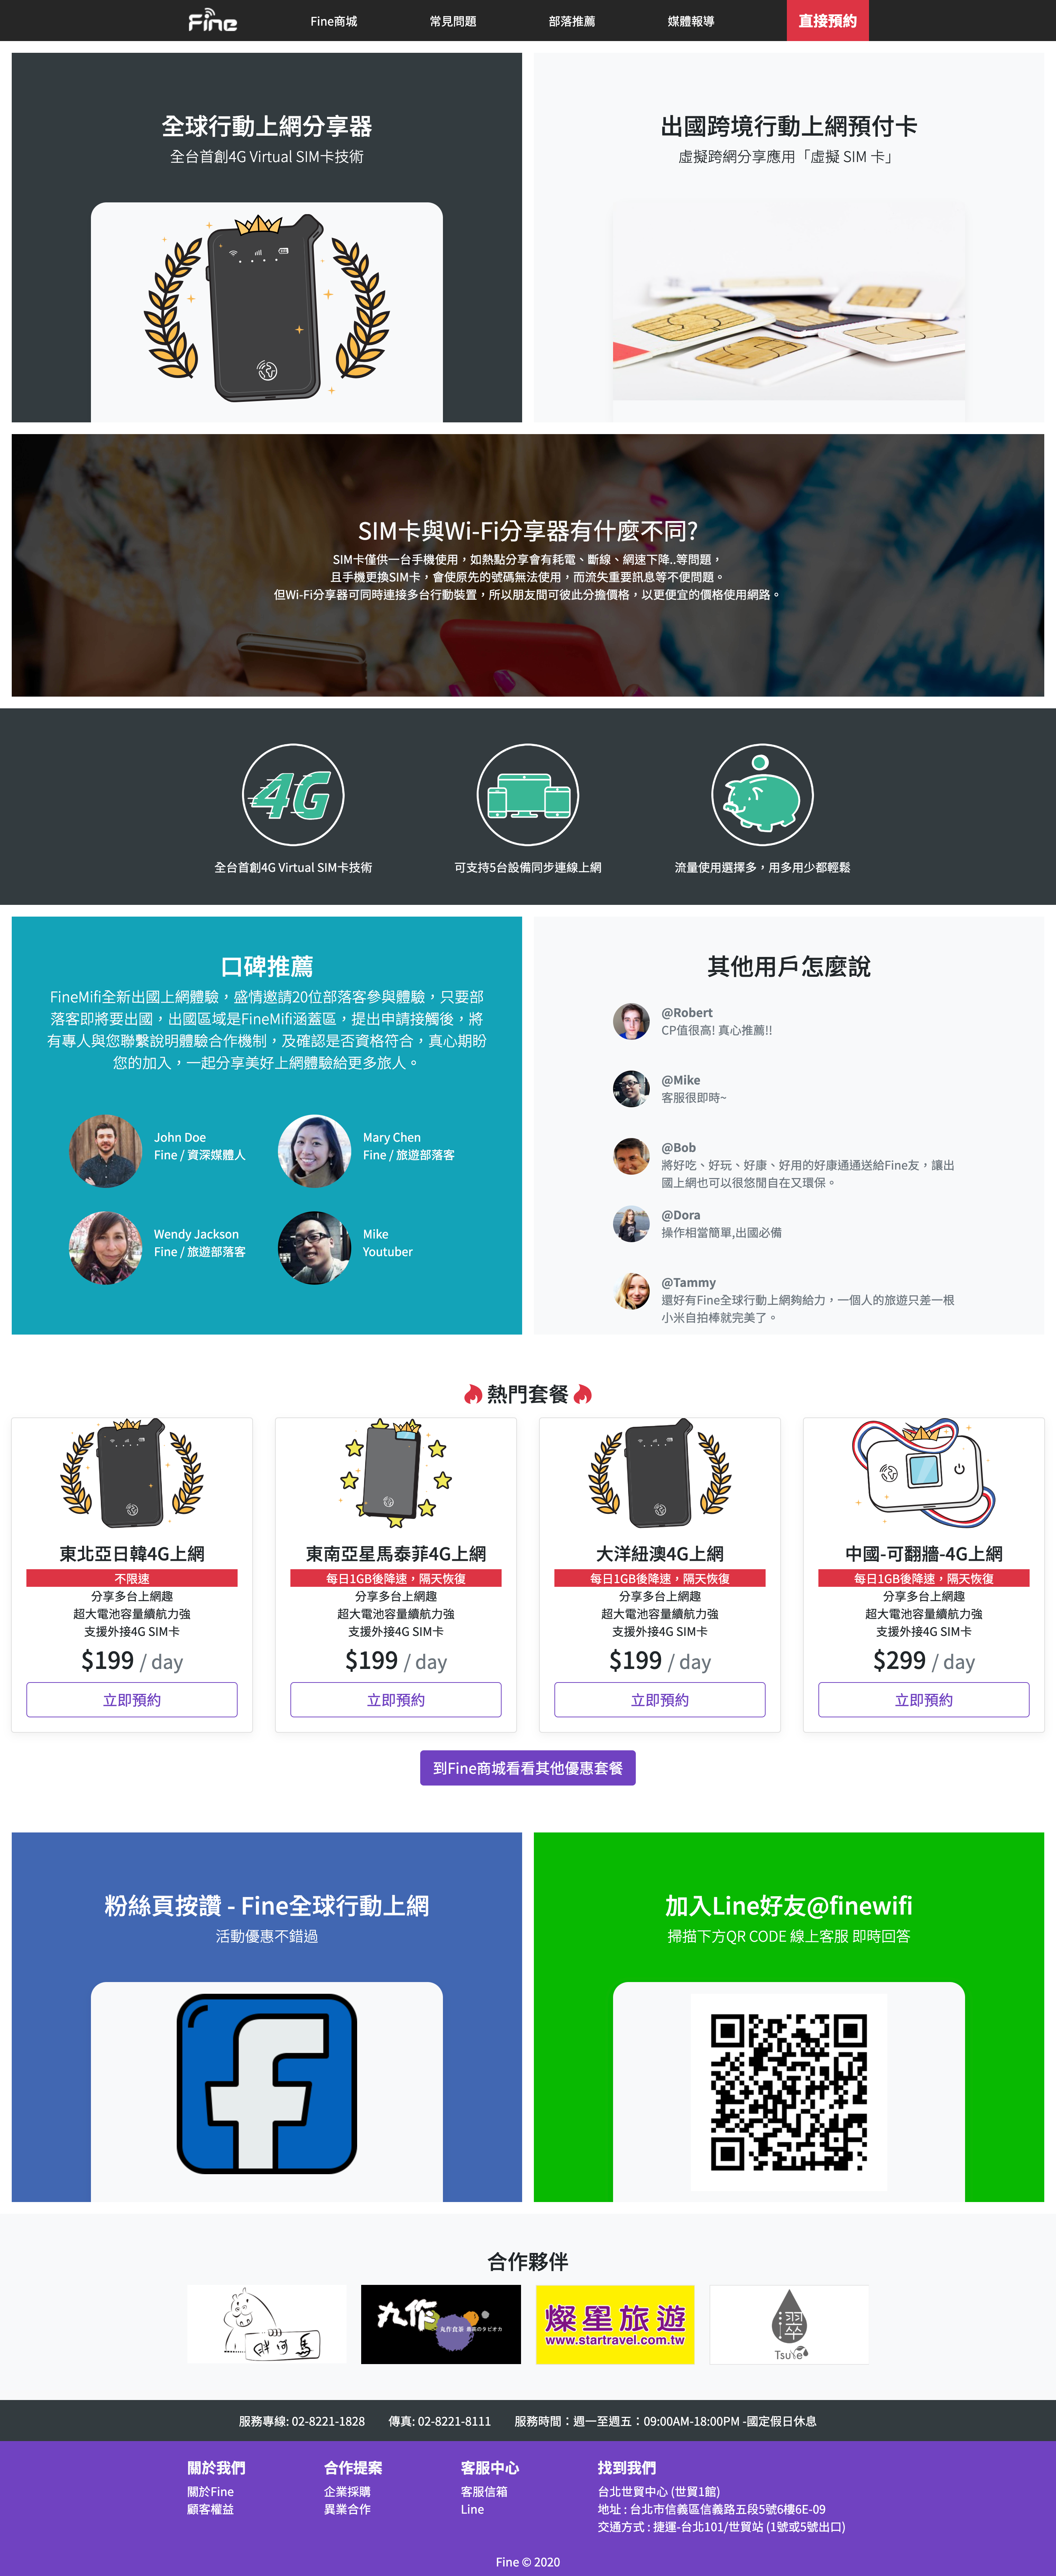 Fine
Fine商城
常見問題
部落推薦
媒體報導
直接預約
全球行動上網分享器
全台首創4G Virtual SIM卡技術
出國跨境行動上網預付卡
虛擬跨網分享應用「虛擬 SIM 卡」
SIM卡與Wi-Fi分享器有什麼不同?
SIM卡僅供一台手機使用，如熱點分享會有耗電、斷線、網速下降..等問題，
且手機更換SIM卡，會使原先的號碼無法使用，而流失重要訊息等不便問題。
但Wi-Fi分享器可同時連接多台行動裝置，所以朋友間可彼此分擔價格，以更便宜的價格使用網路。
4G
全台首創4G Virtual SIM卡技術
可支持5台設備同步連線上網
流量使用選擇多，用多用少都輕鬆
口碑推薦
FineMifi全新出國上網體驗，盛情邀請20位部落客參與體驗，只要部
落客即將要出國，出國區域是FineMifi涵蓋區，提出申請接觸後，將
有專人與您聯繫說明體驗合作機制，及確認是否資格符合，真心期盼
您的加入，一起分享美好上網體驗給更多旅人。
John Doe
Fine / 資深媒體人
Mary Chen
Fine / 旅遊部落客
Wendy Jackson
Fine / 旅遊部落客
Mike
Youtuber
其他用戶怎麼說
@Robert
CP值很高! 真心推薦!!
@Mike
客服很即時~
@Bob
將好吃、好玩、好康、好用的好康通通送給Fine友，讓出
國上網也可以很悠閒自在又環保。
@Dora
操作相當簡單,出國必備
@Tammy
還好有Fine全球行動上網夠給力，一個人的旅遊只差一根
小米自拍棒就完美了。
熱門套餐
東北亞日韓4G上網
不限速
分享多台上網趣
超大電池容量續航力強
支援外接4G SIM卡
$199 / day
立即預約
東南亞星馬泰菲4G上網
每日1GB後降速，隔天恢復
分享多台上網趣
超大電池容量續航力強
支援外接4G SIM卡
$199 / day
立即預約
大洋紐澳4G上網
每日1GB後降速，隔天恢復
分享多台上網趣
超大電池容量續航力強
支援外接4G SIM卡
$199 / day
立即預約
中國-可翻牆-4G上網
每日1GB後降速，隔天恢復
分享多台上網趣
超大電池容量續航力強
支援外接4G SIM卡
$299 / day
立即預約
到Fine商城看看其他優惠套餐
粉絲頁按讚 - Fine全球行動上網
活動優惠不錯過
加入Line好友@finewifi
掃描下方QR CODE 線上客服 即時回答
合作夥伴
胖河馬
丸作
丸作食茶
燦星旅遊
www.startravel.com.tw
服務專線: 02-8221-1828
傳真: 02-8221-8111
服務時間：週一至週五：09:00AM-18:00PM -國定假日休息
關於我們
關於Fine
顧客權益
合作提案
企業採購
異業合作
客服中心
客服信箱
Line
找到我們
台北世貿中心 (世貿1館)
地址 : 台北市信義區信義路五段5號6樓6E-09
交通方式 : 捷運-台北101/世貿站 (1號或5號出口)
Fine © 2020